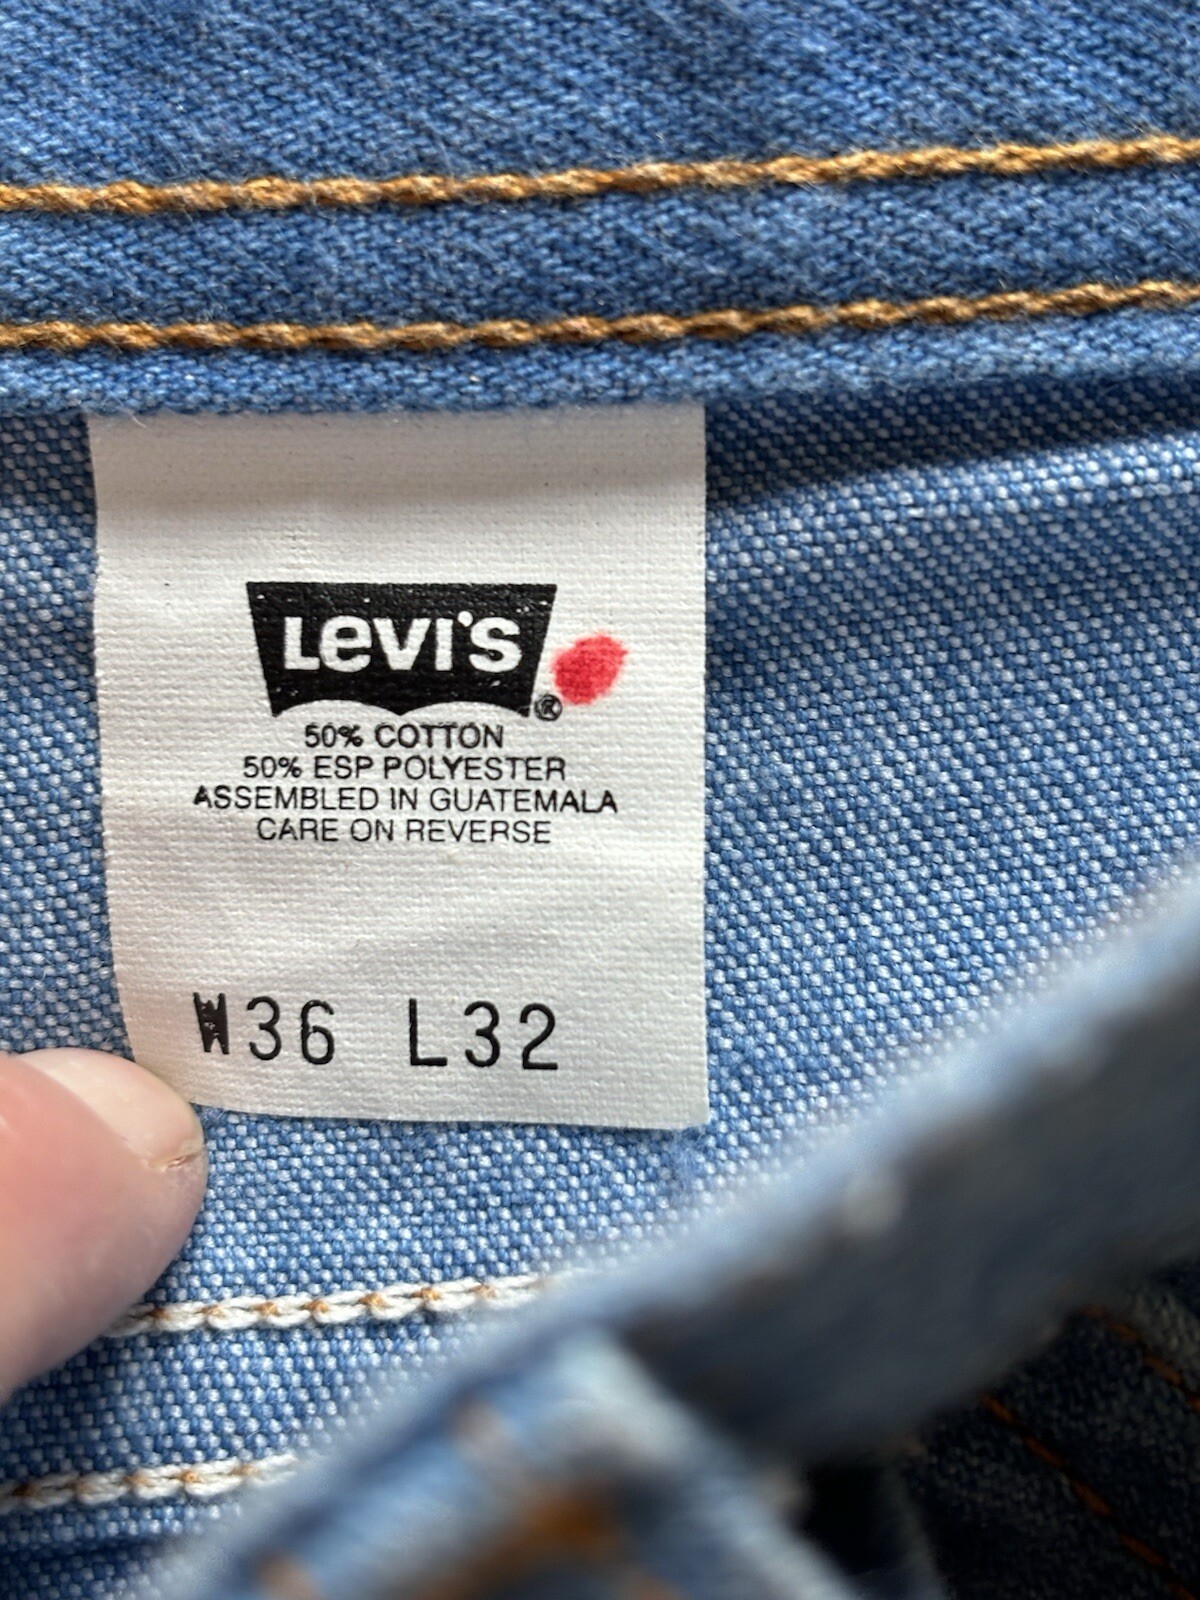 Levi's ®
50% COTTON
50% ESP POLYESTER
ASSEMBLED IN GUATEMALA
CARE ON REVERSE
W36 L32